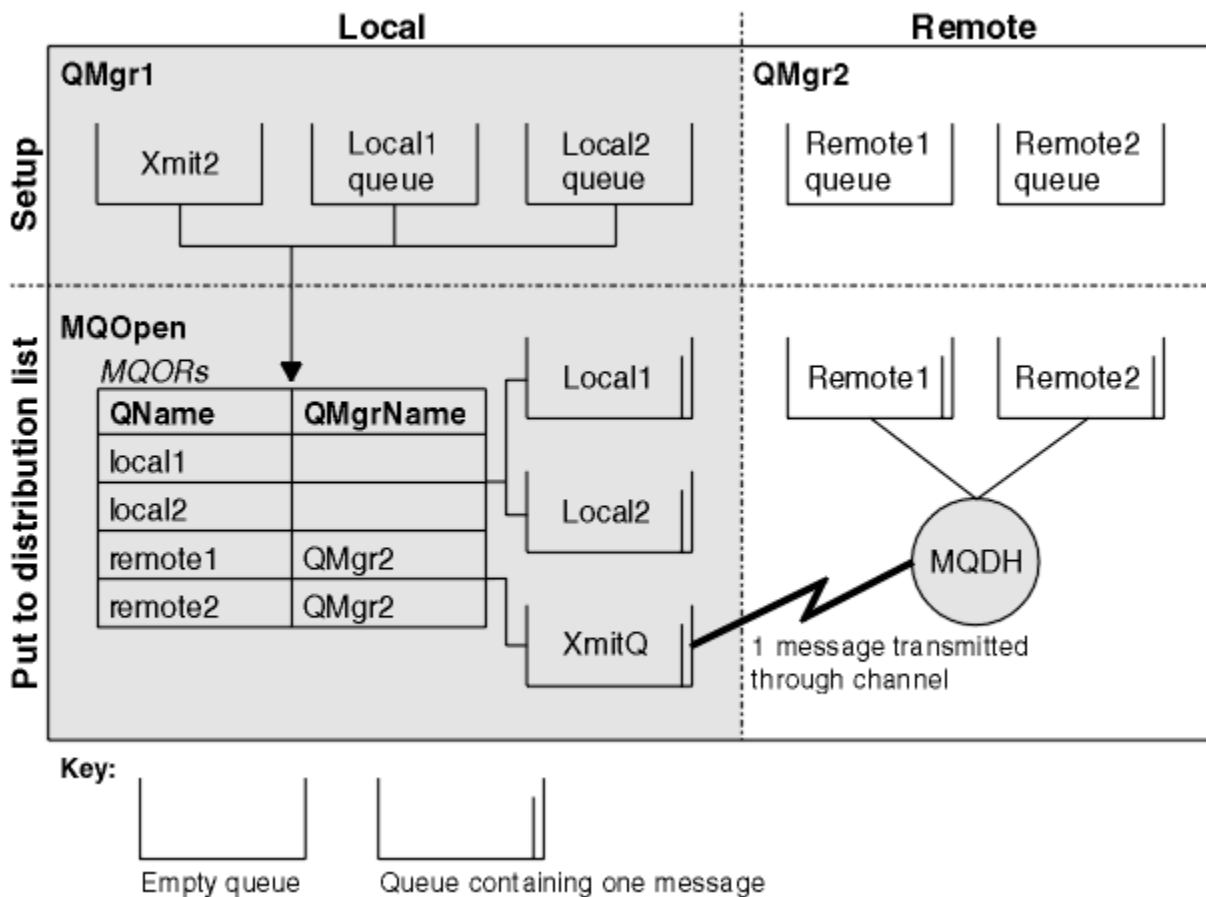 Local
Remote
Setup
QMgr1
Xmit2
Local1
queue
Local2
queue
QMgr2
Remote1
queue
Remote2
queue
Put to distribution list
MQOpen
MQORs
QName QMgrName
local1
local2
remote1 QMgr2
remote2 QMgr2
Local1
Local2
XmitQ
Remote1
Remote2
MQDH
1 message transmitted
through channel
Key:
Empty queue
Queue containing one message